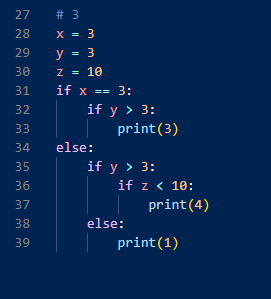 27 # 3
28 x = 3
29 y = 3
30 z = 10
31 if x == 3:
32     if y > 3:
33         print(3)
34 else:
35     if y > 3:
36         if z < 10:
37             print(4)
38     else:
39         print(1)